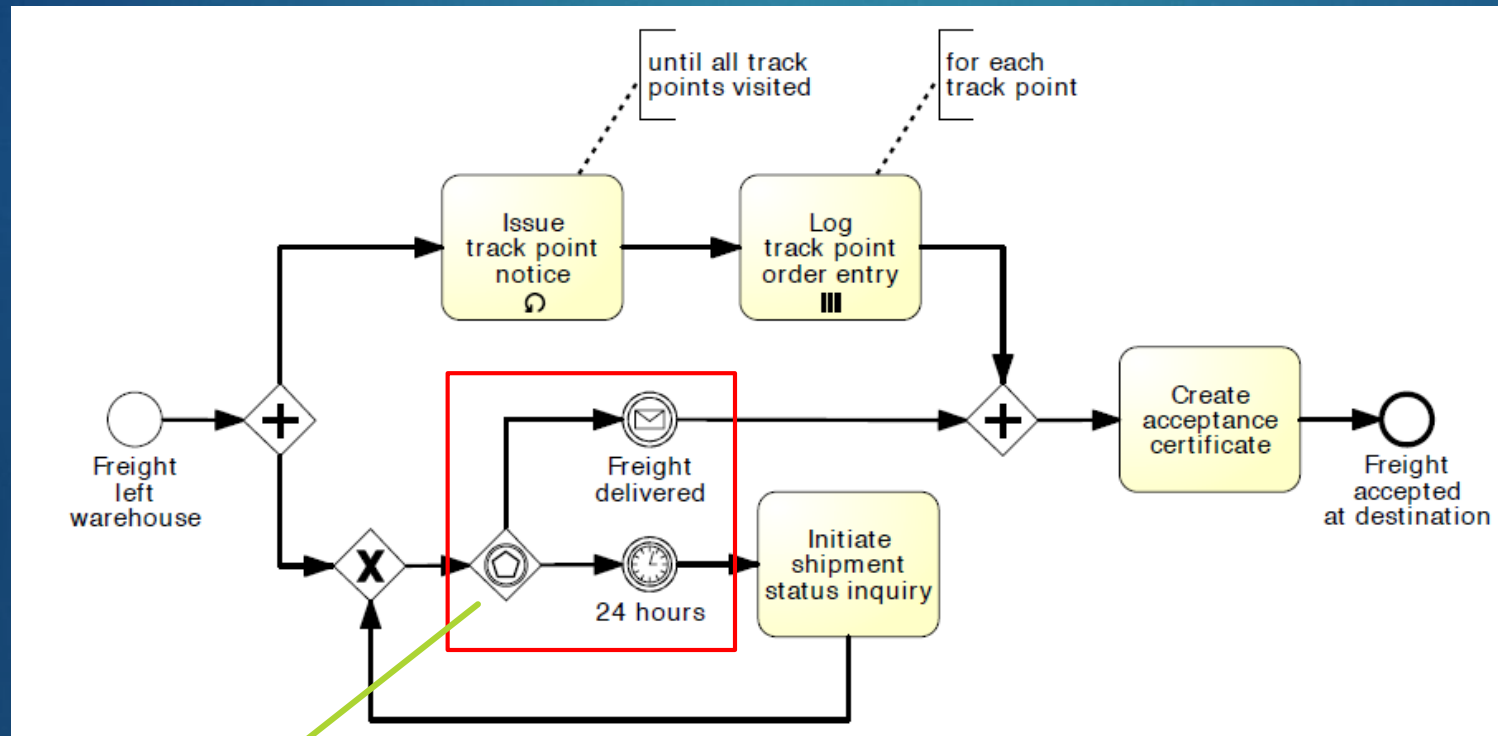 until all track
points visited
for each
track point
Issue
track point
notice
Log
track point
order entry
Freight
left
warehouse
Freight
delivered
24 hours
Initiate
shipment
status inquiry
Create
acceptance
certificate
Freight
accepted
at destination